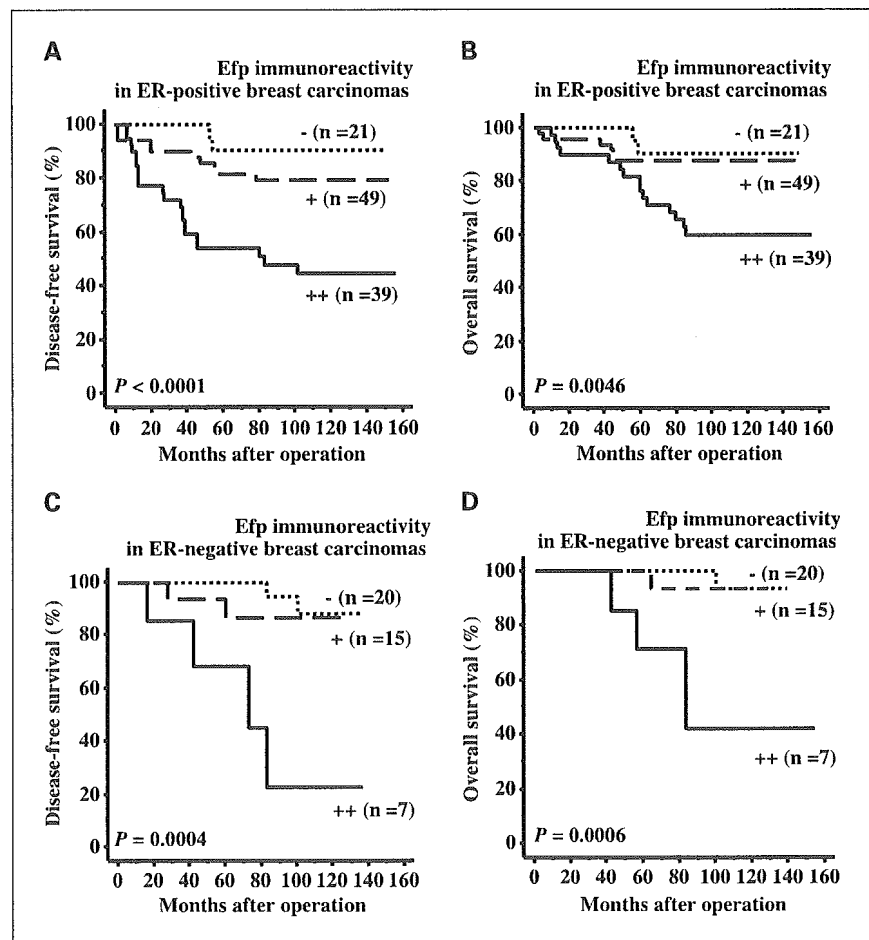 A
Efp immunoreactivity
in ER-positive breast carcinomas
Disease-free survival (%)
100
80
60
40
20
0
- (n =21)
+ (n =49)
++ (n =39)
P < 0.0001
0 20 40 60 80 100 120 140 160
Months after operation
B
Efp immunoreactivity
in ER-positive breast carcinomas
Overall survival (%)
100
80
60
40
20
0
- (n =21)
+ (n =49)
++ (n =39)
P = 0.0046
0 20 40 60 80 100 120 140 160
Months after operation
C
Efp immunoreactivity
in ER-negative breast carcinomas
Disease-free survival (%)
100
80
60
40
20
0
- (n =20)
+ (n =15)
++ (n =7)
P = 0.0004
0 20 40 60 80 100 120 140 160
Months after operation
D
Efp immunoreactivity
in ER-negative breast carcinomas
Overall survival (%)
100
80
60
40
20
0
- (n =20)
+ (n =15)
++ (n =7)
P = 0.0006
0 20 40 60 80 100 120 140 160
Months after operation